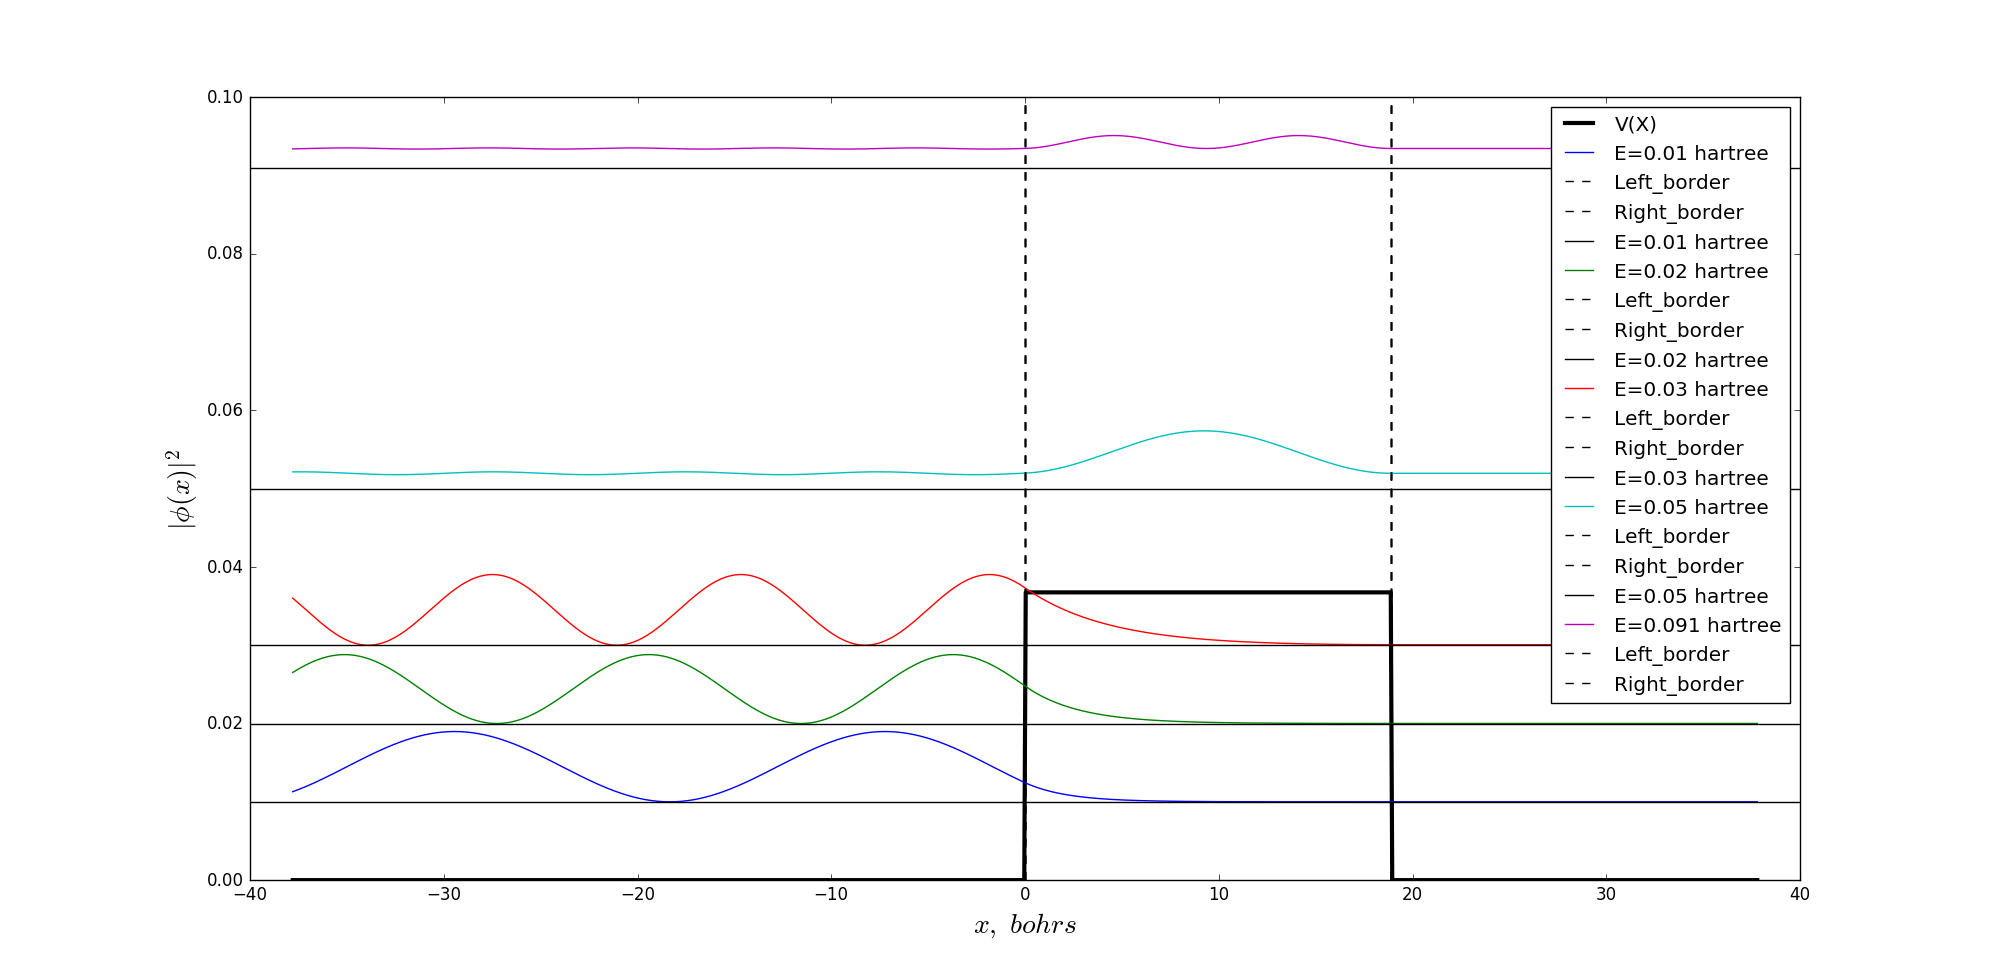 0.10
0.08
0.06
0.04
0.02
0.00
|ϕ(x)|²
−40 −30 −20 −10 0 10 20 30 40
x, bohrs
V(X)
E=0.01 hartree
Left_border
Right_border
E=0.01 hartree
E=0.02 hartree
Left_border
Right_border
E=0.02 hartree
E=0.03 hartree
Left_border
Right_border
E=0.03 hartree
E=0.05 hartree
Left_border
Right_border
E=0.05 hartree
E=0.091 hartree
Left_border
Right_border